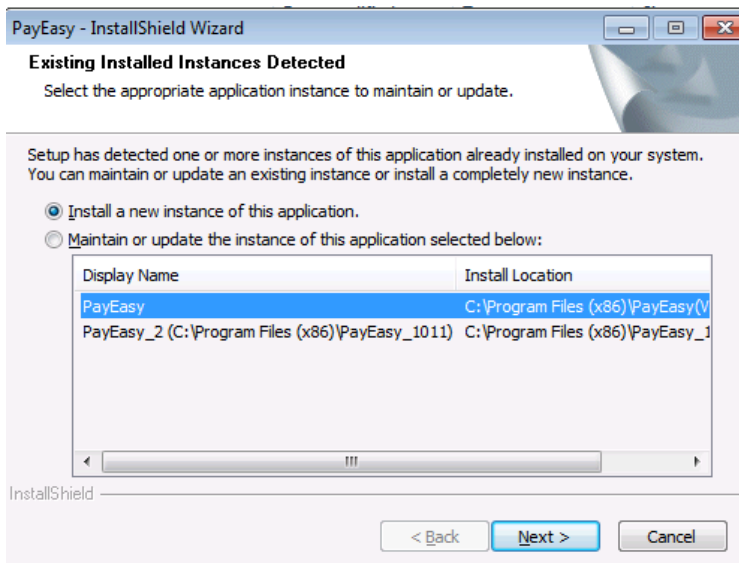 PayEasy - InstallShield Wizard
Existing Installed Instances Detected
Select the appropriate application instance to maintain or update.
Setup has detected one or more instances of this application already installed on your system.
You can maintain or update an existing instance or install a completely new instance.
Install a new instance of this application.
Maintain or update the instance of this application selected below:
Display Name Install Location
PayEasy C:\Program Files (x86)\PayEasy(V
PayEasy_2 (C:\Program Files (x86)\PayEasy_1011) C:\Program Files (x86)\PayEasy_1
InstallShield
< Back Next > Cancel